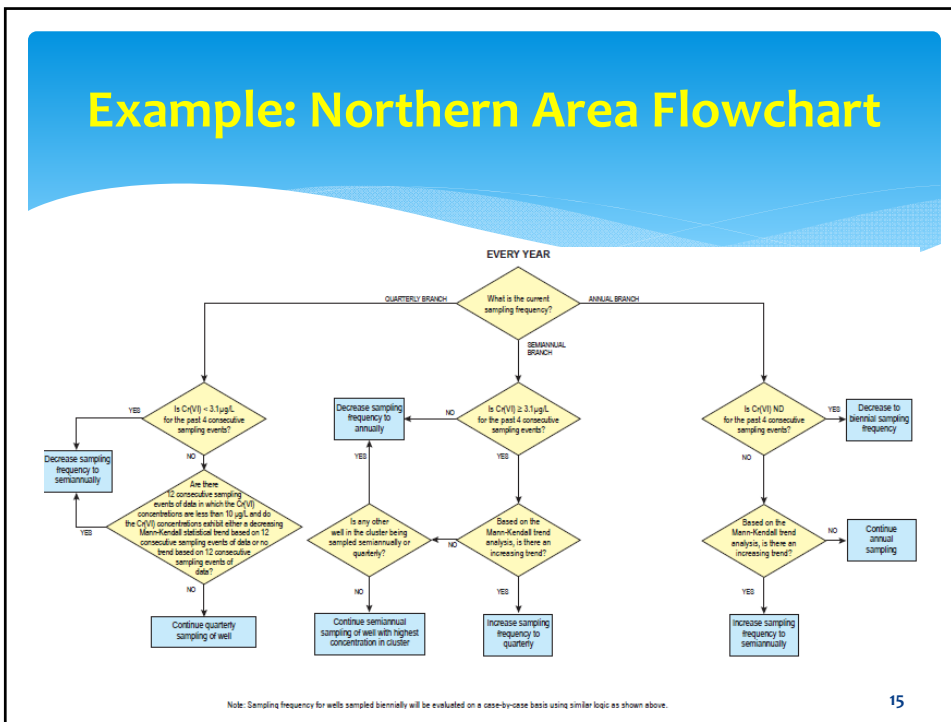 Example: Northern Area Flowchart
EVERY YEAR
What is the current
sampling frequency?
QUARTERLY BRANCH
ANNUAL BRANCH
SEMIANNUAL
BRANCH
Is Cr(VI) < 3.1µg/L
for the past 4 consecutive
sampling events?
YES
NO
Decrease sampling
frequency to
semiannually
Are there
12 consecutive sampling
events of data in which the Cr(VI)
concentrations are less than 10 µg/L and do
the Cr(VI) concentrations exhibit either a decreasing
Mann-Kendall statistical trend based on 12
consecutive sampling events of data or no
trend based on 12 consecutive
sampling events of
data?
YES
NO
Continue quarterly
sampling of well
Is Cr(VI) ≥ 3.1µg/L
for the past 4 consecutive
sampling events?
NO
YES
Decrease sampling
frequency to
annually
Based on the
Mann-Kendall trend
analysis, is there an
increasing trend?
NO
YES
Is any other
well in the cluster being
sampled semiannually or
quarterly?
YES
NO
Continue semiannual
sampling of well with highest
concentration in cluster
Increase sampling
frequency to
quarterly
Is Cr(VI) ND
for the past 4 consecutive
sampling events?
YES
NO
Decrease to
biennial sampling
frequency
Based on the
Mann-Kendall trend
analysis, is there an
increasing trend?
NO
YES
Continue
annual
sampling
Increase sampling
frequency to
semiannually
Note: Sampling frequency for wells sampled biennially will be evaluated on a case-by-case basis using similar logic as shown above.
15